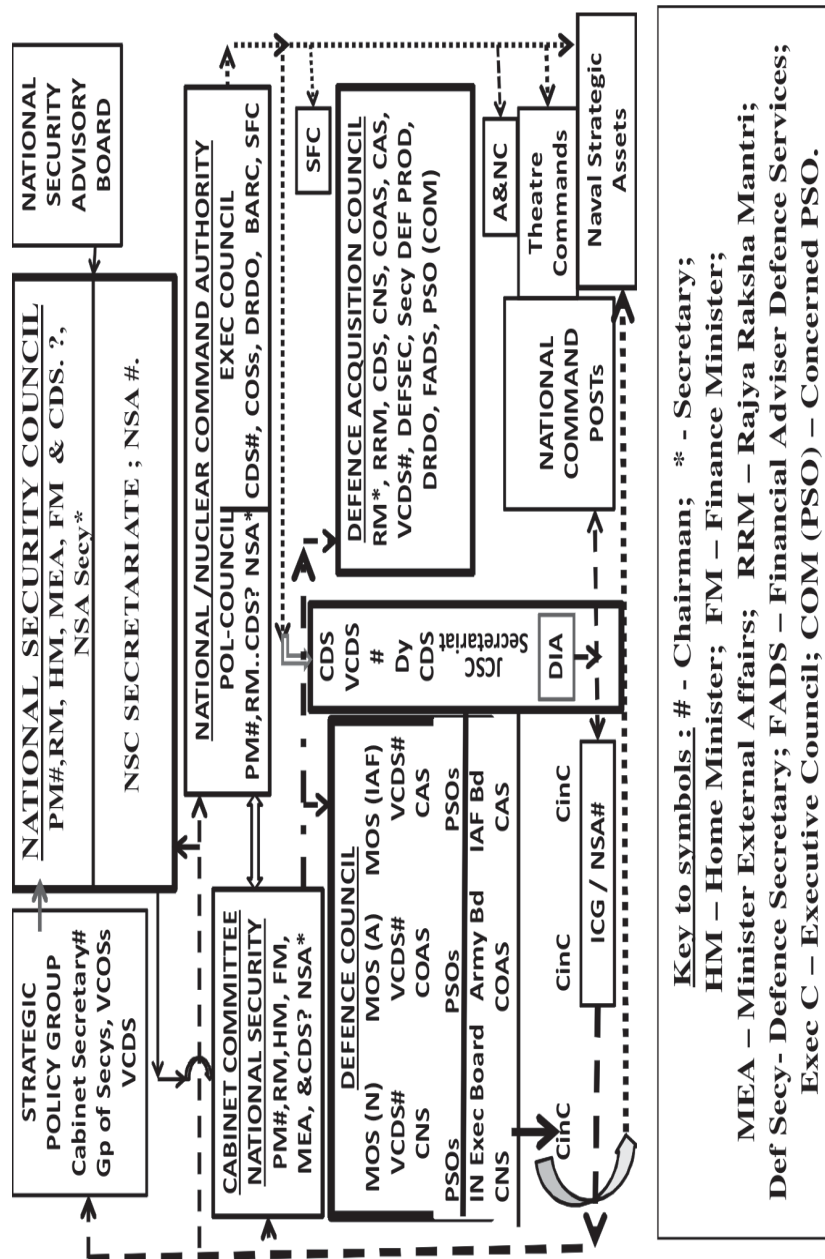 STRATEGIC
POLICY GROUP
Cabinet Secretary#
Gp of Secys, VCOSs
VCDS
NATIONAL SECURITY COUNCIL
PM#,RM, HM, MEA, FM & CDS. ?,
NSA Secy*
NSC SECRETARIATE ; NSA #.
NATIONAL
SECURITY
ADVISORY
BOARD
CABINET COMMITTEE
NATIONAL SECURITY
PM#,RM,HM, FM,
MEA, &CDS? NSA*
NATIONAL /NUCLEAR COMMAND AUTHORITY
POL-COUNCIL
PM#,RM..CDS? NSA*
EXEC COUNCIL
CDS#, COSs, DRDO, BARC, SFC
SFC
DEFENCE COUNCIL
MOS (N) MOS (A) MOS (IAF)
VCDS# VCDS# VCDS#
CNS COAS CAS
PSOs PSOs PSOs
IN Exec Board Army Bd IAF Bd
CNS COAS CAS
CinC CinC CinC
ICG / NSA#
CDS
VCDS
#
Dy
CDS
JCSC
Secretariat
DIA
DEFENCE ACQUISITION COUNCIL
RM*, RRM, CDS, CNS, COAS, CAS,
VCDS#, DEFSEC, Secy DEF PROD,
DRDO, FADS, PSO (COM)
A&NC
NATIONAL
COMMAND
POSTs
Theatre
Commands
Naval Strategic
Assets
Key to symbols : # - Chairman; * - Secretary;
HM – Home Minister; FM – Finance Minister;
MEA – Minister External Affairs; RRM – Rajya Raksha Mantri;
Def Secy- Defence Secretary; FADS – Financial Adviser Defence Services;
Exec C – Executive Council; COM (PSO) – Concerned PSO.